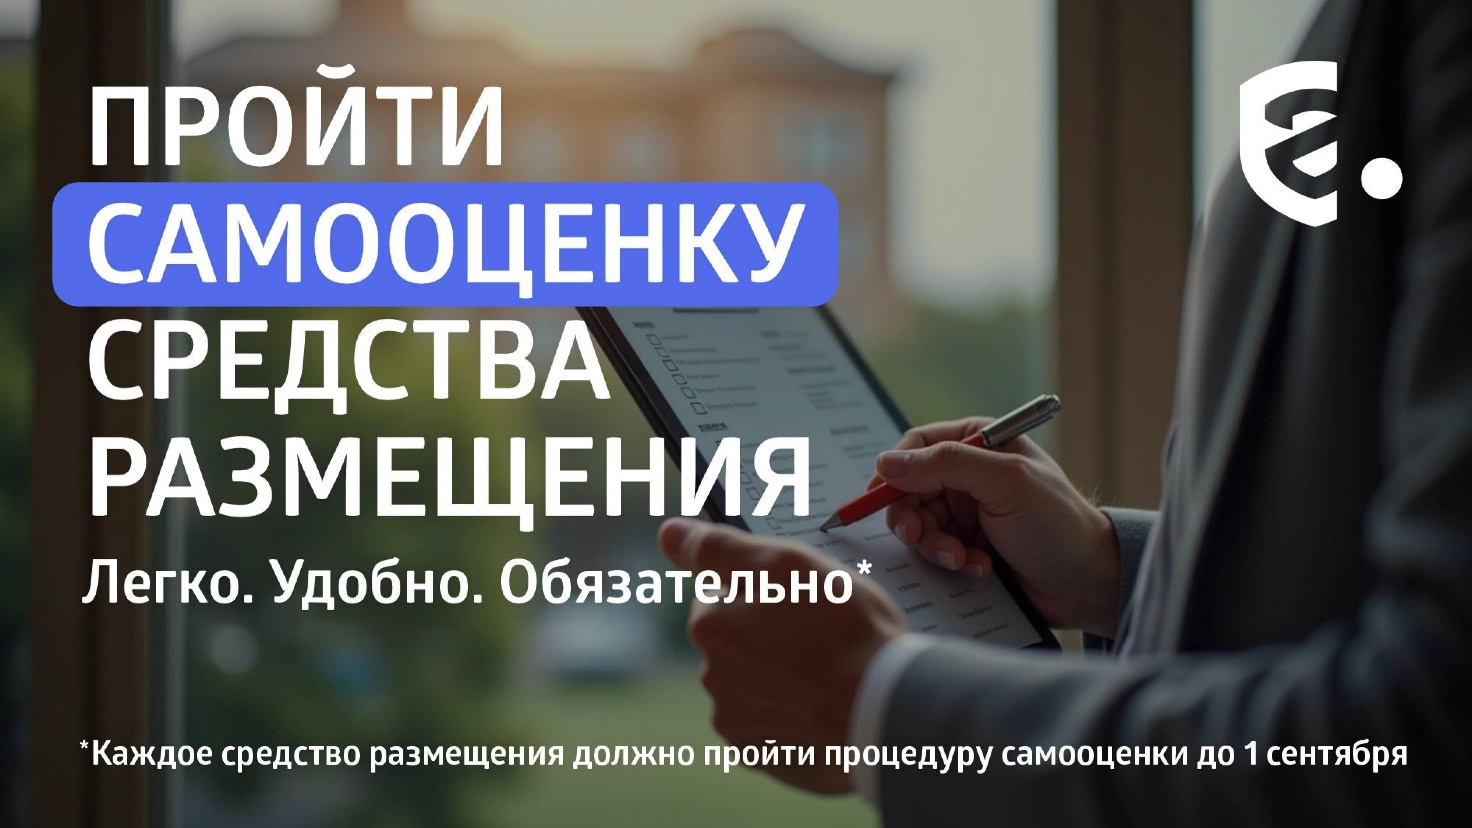 ПРОЙТИ
САМООЦЕНКУ
СРЕДСТВА
РАЗМЕЩЕНИЯ
Легко. Удобно. Обязательно*
*Каждое средство размещения должно пройти процедуру самооценки до 1 сентября